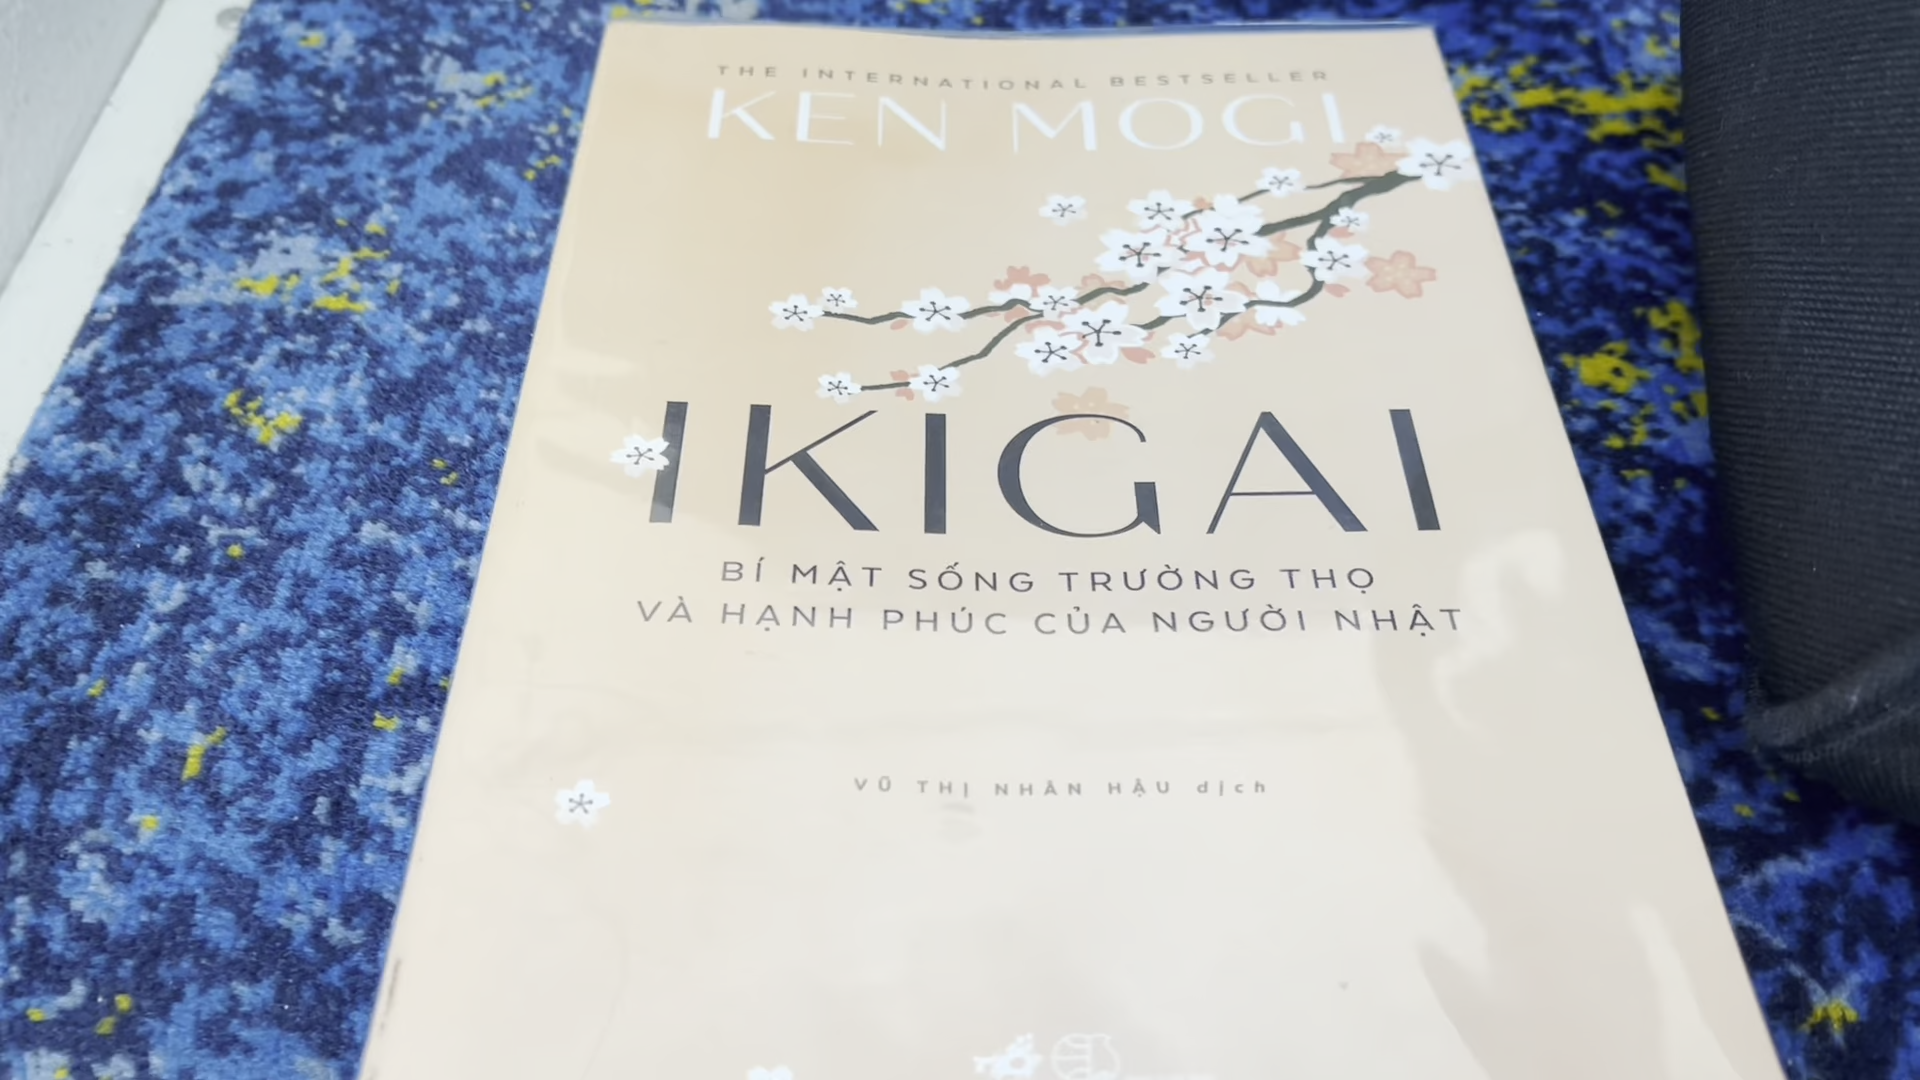 THE INTERNATIONAL BESTSELLER
KEN MOGI
IKIGAI
BÍ MẬT SỐNG TRƯỜNG THỌ
VÀ HẠNH PHÚC CỦA NGƯỜI NHẬT
VŨ THỊ NHÂN HẬU dịch